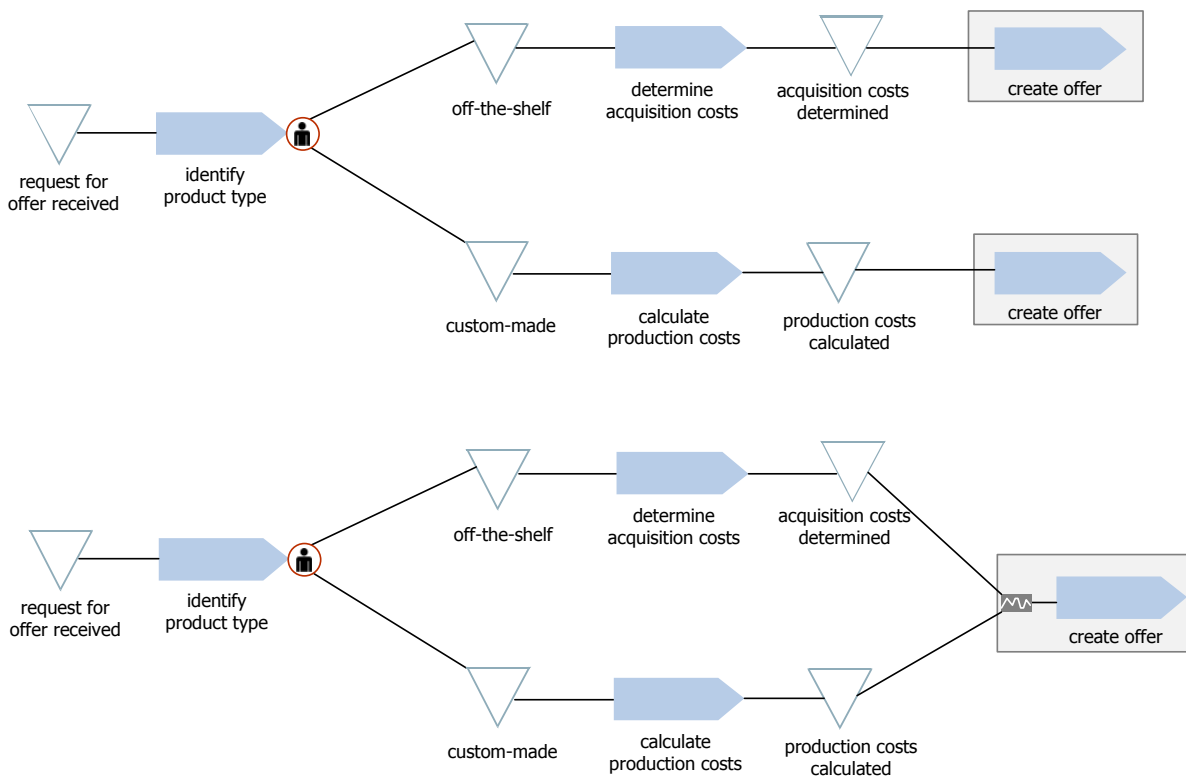 off-the-shelf
determine
acquisition costs
acquisition costs
determined
create offer
request for
offer received
identify
product type
custom-made
calculate
production costs
production costs
calculated
create offer
off-the-shelf
determine
acquisition costs
acquisition costs
determined
request for
offer received
identify
product type
create offer
custom-made
calculate
production costs
production costs
calculated